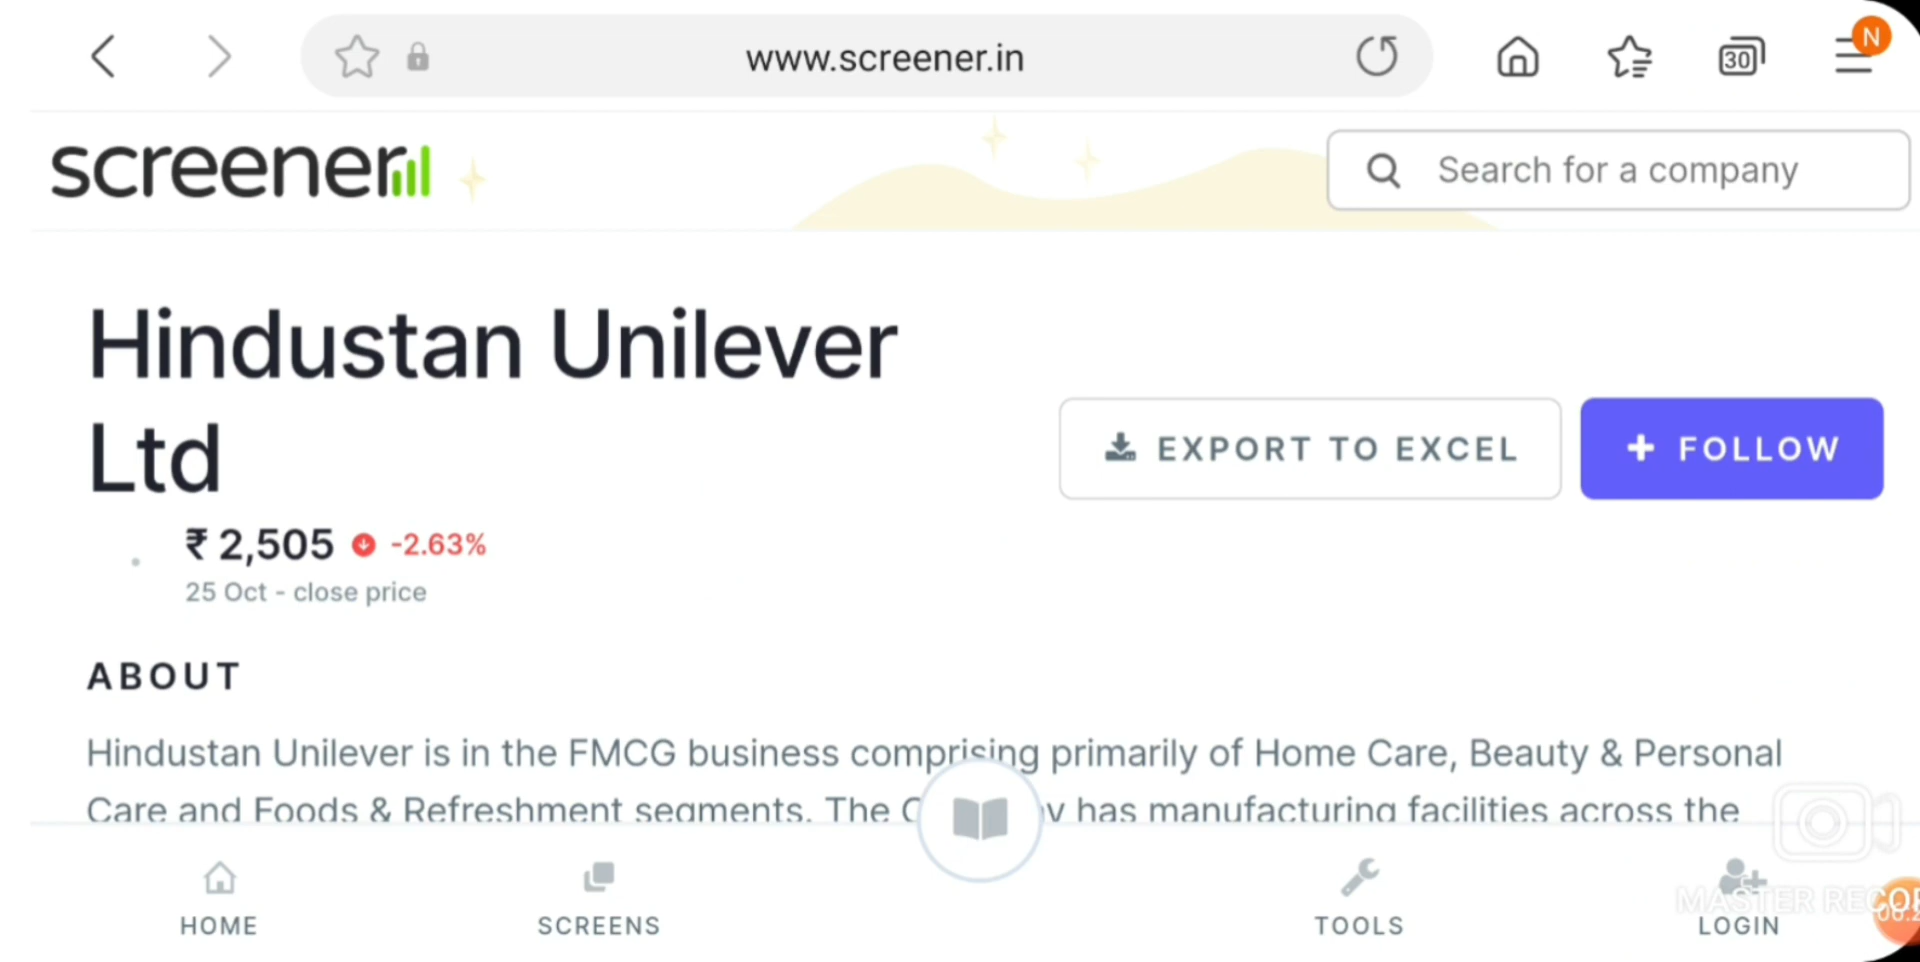 www.screener.in
30
N
screener
Search for a company
Hindustan Unilever
Ltd
EXPORT TO EXCEL
FOLLOW
₹ 2,505 -2.63%
25 Oct - close price
ABOUT
Hindustan Unilever is in the FMCG business comprising primarily of Home Care, Beauty & Personal
Care and Foods & Refreshment segments. The has manufacturing facilities across the
HOME
SCREENS
TOOLS
LOGIN
MASTER